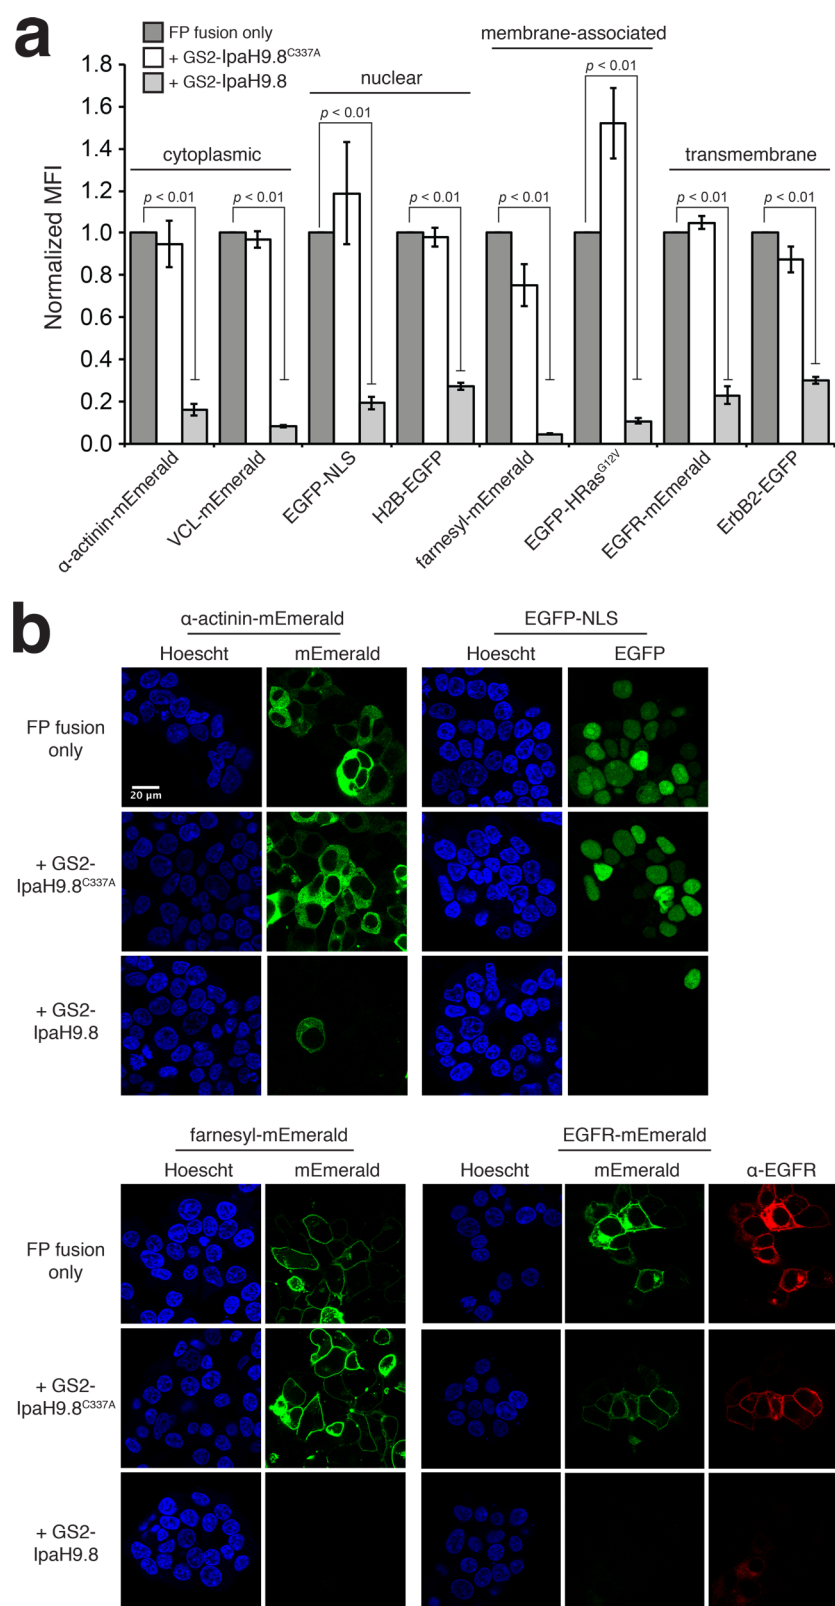 a
FP fusion only
+ GS2-IpaH9.8C337A
+ GS2-IpaH9.8
membrane-associated
nuclear
cytoplasmic
transmembrane
p < 0.01
p < 0.01
p < 0.01
p < 0.01
p < 0.01
p < 0.01
p < 0.01
p < 0.01
Normalized MFI
1.8
1.6
1.4
1.2
1.0
0.8
0.6
0.4
0.2
0.0
α-actinin-mEmerald
VCL-mEmerald
EGFP-NLS
H2B-EGFP
farnesyl-mEmerald
EGFP-HRasG12V
EGFR-mEmerald
ErbB2-EGFP
b
α-actinin-mEmerald
EGFP-NLS
Hoescht
mEmerald
Hoescht
EGFP
FP fusion
only
20 µm
+ GS2-
IpaH9.8C337A
+ GS2-
IpaH9.8
farnesyl-mEmerald
EGFR-mEmerald
Hoescht
mEmerald
Hoescht
mEmerald
α-EGFR
FP fusion
only
+ GS2-
IpaH9.8C337A
+ GS2-
IpaH9.8